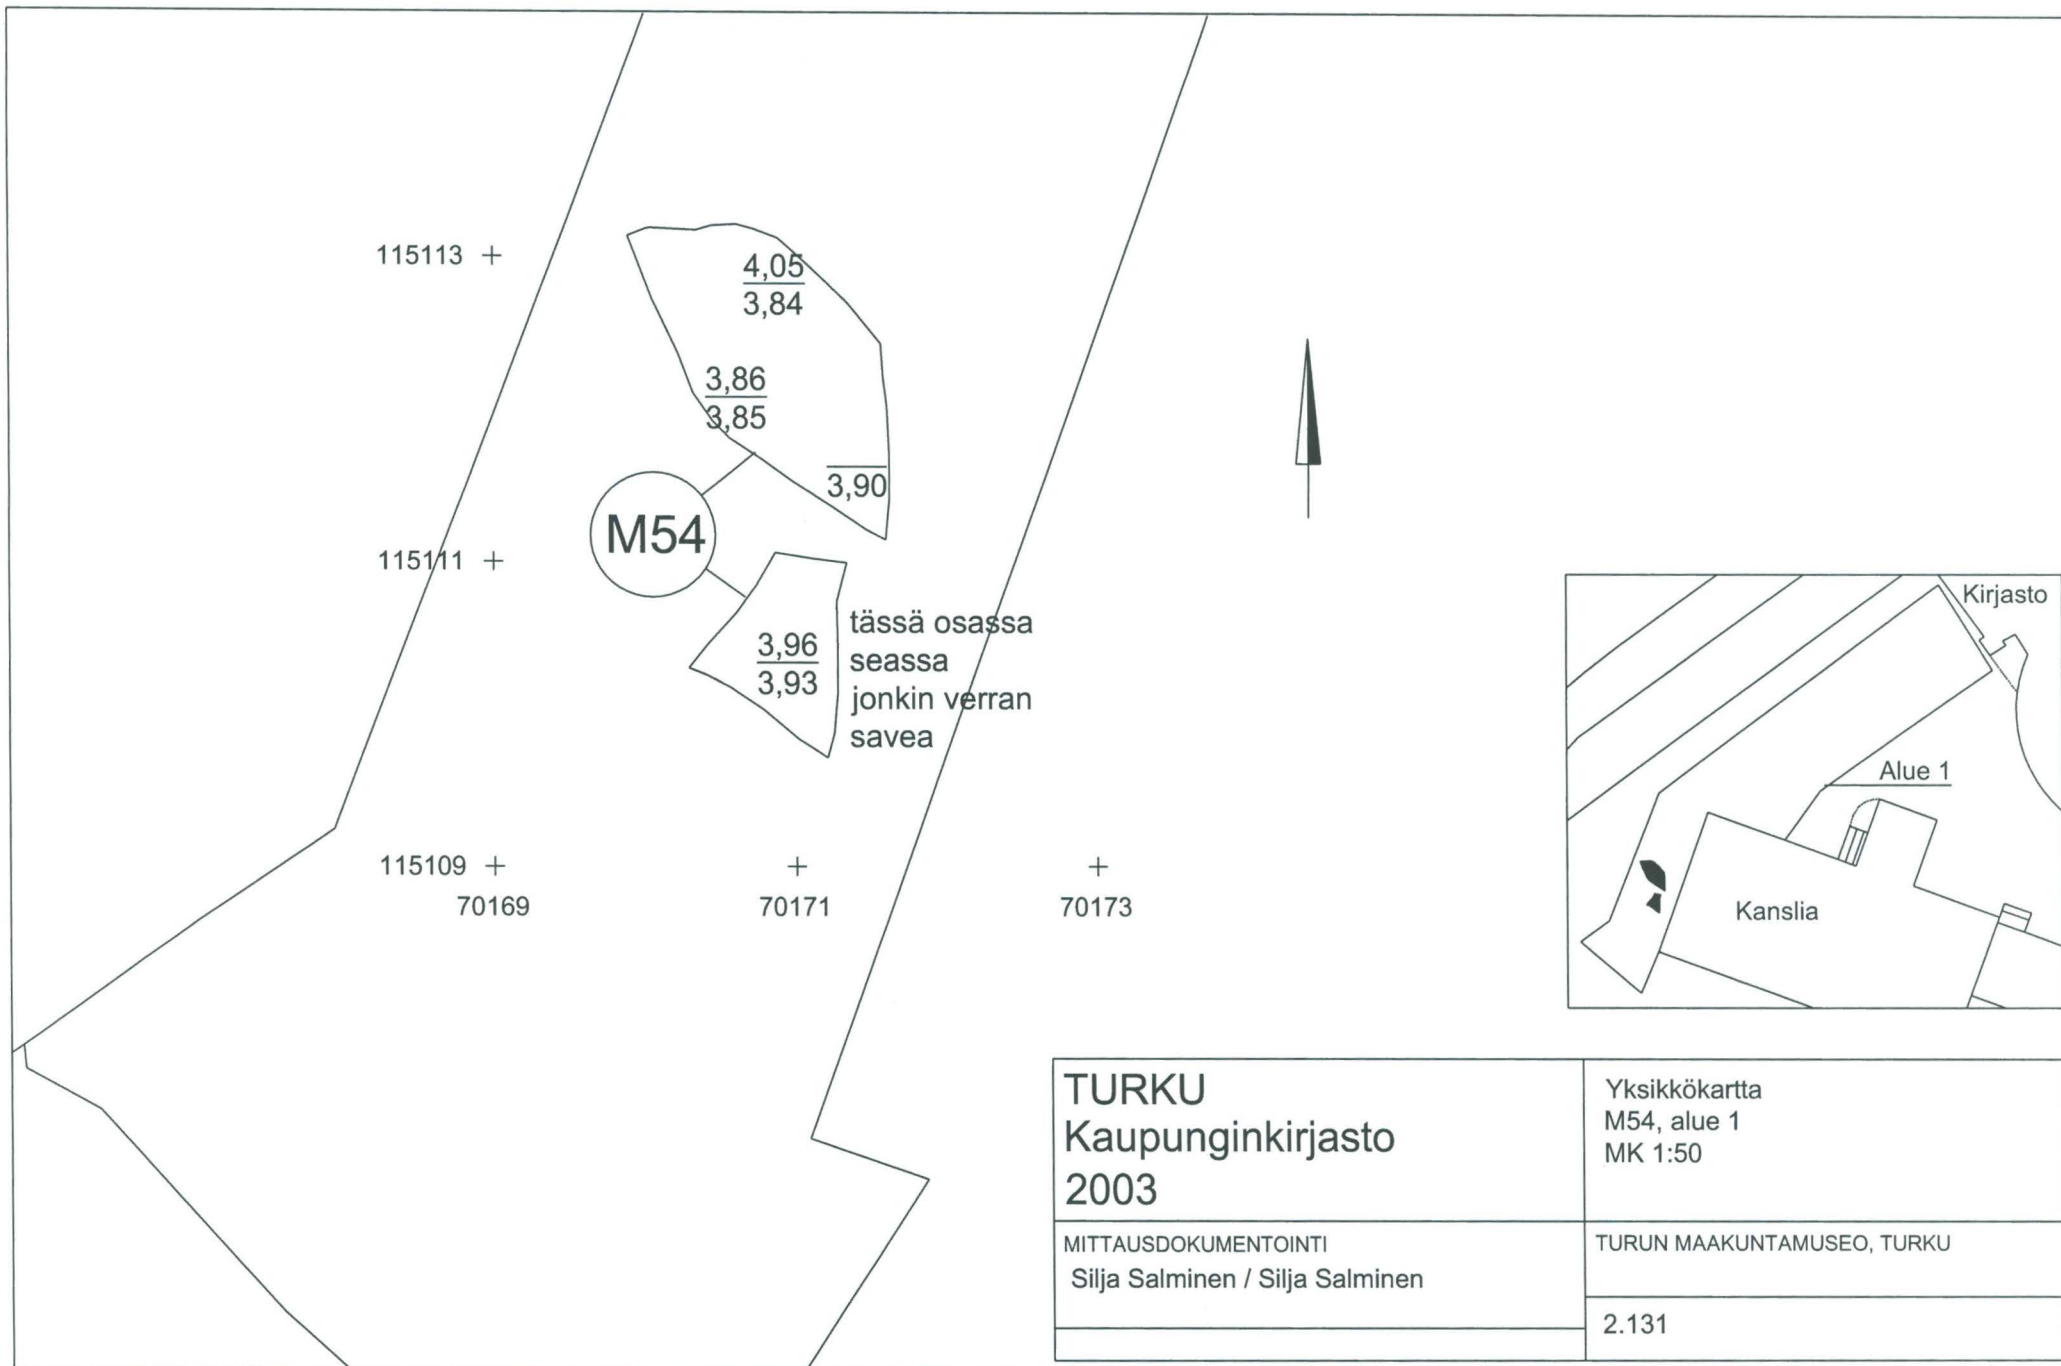 115113
4,05
3,84
3,86
3,85
3,90
M54
115111
tässä osassa
seassa
jonkin verran
savea
3,96
3,93
115109
70169
70171
70173
Kirjasto
Alue 1
Kanslia
TURKU
Kaupunginkirjasto
2003
Yksikkökartta
M54, alue 1
MK 1:50
MITTAUSDOKUMENTOINTI
Silja Salminen / Silja Salminen
TURUN MAAKUNTAMUSEO, TURKU
2.131